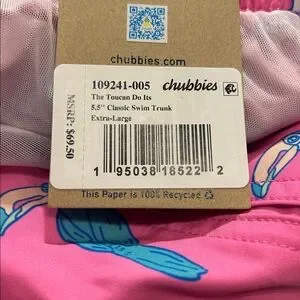 chubbies.com
109241-005 chubbies
The Toucan Do Its
5.5" Classic Swim Trunk
Extra-Large
MSRP: $69.50
1 95038 18522 2
This Paper is 100% Recycled